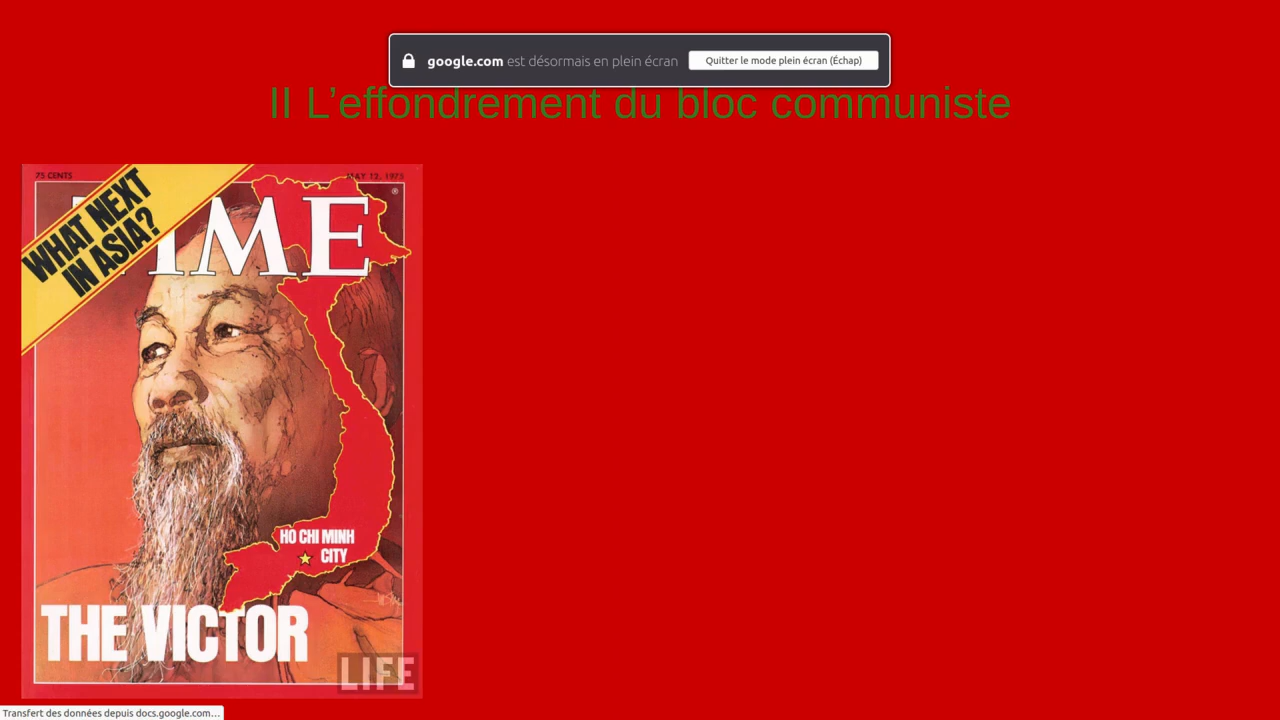 google.com est désormais en plein écran Quitter le mode plein écran (Échap)
II L’effondrement du bloc communiste
75 CENTS
MAY 12, 1975
WHAT NEXT
IN ASIA?
TIME
®
HO CHI MINH
CITY
THE VICTOR
LIFE
Transfert des données depuis docs.google.com…